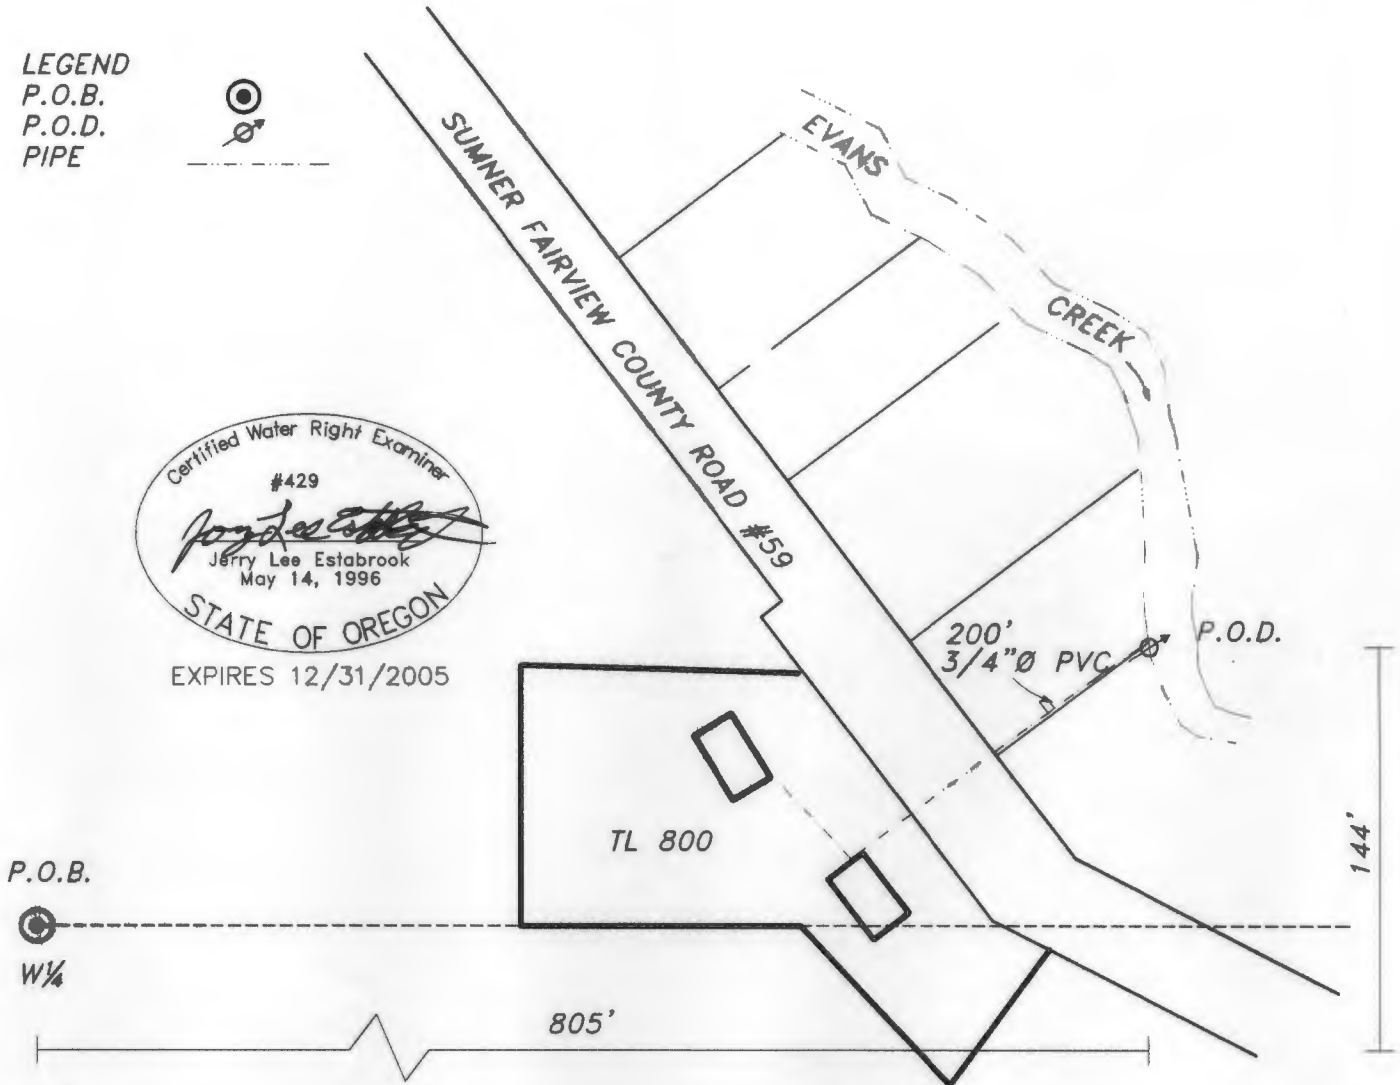 LEGEND
P.O.B.
P.O.D.
PIPE
SUMNER FAIRVIEW COUNTY ROAD #59
EVANS
CREEK
Certified Water Right Examiner
#429
Jerry Lee Estabrook
May 14, 1996
STATE OF OREGON
EXPIRES 12/31/2005
200'
3/4"Ø PVC
P.O.D.
TL 800
144'
P.O.B.
W¼
805'